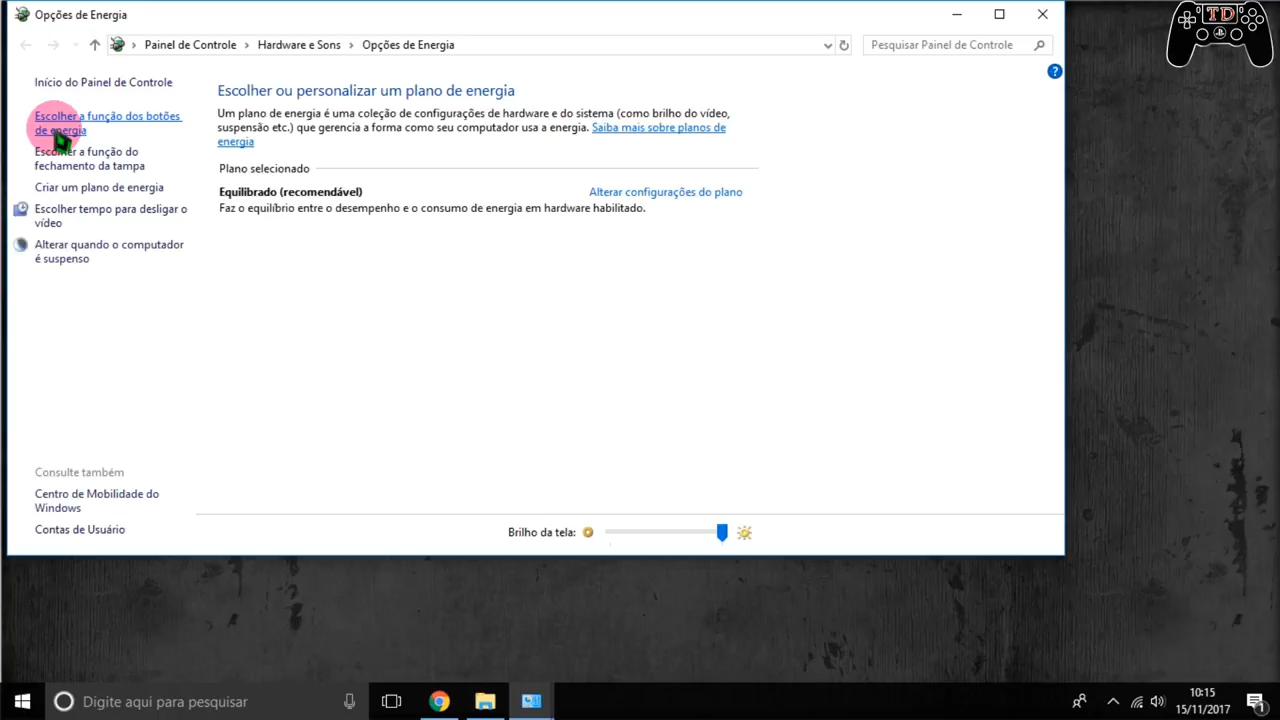 Opções de Energia
Painel de Controle > Hardware e Sons > Opções de Energia
Pesquisar Painel de Controle
TD
Início do Painel de Controle
Escolher a função dos botões
de energia
Escolher a função do
fechamento da tampa
Criar um plano de energia
Escolher tempo para desligar o
vídeo
Alterar quando o computador
é suspenso
Escolher ou personalizar um plano de energia
Um plano de energia é uma coleção de configurações de hardware e do sistema (como brilho do vídeo,
suspensão etc.) que gerencia a forma como seu computador usa a energia. Saiba mais sobre planos de
energia
Plano selecionado
Equilibrado (recomendável)
Alterar configurações do plano
Faz o equilíbrio entre o desempenho e o consumo de energia em hardware habilitado.
Consulte também
Centro de Mobilidade do
Windows
Contas de Usuário
Brilho da tela:
Digite aqui para pesquisar
10:15
15/11/2017
1